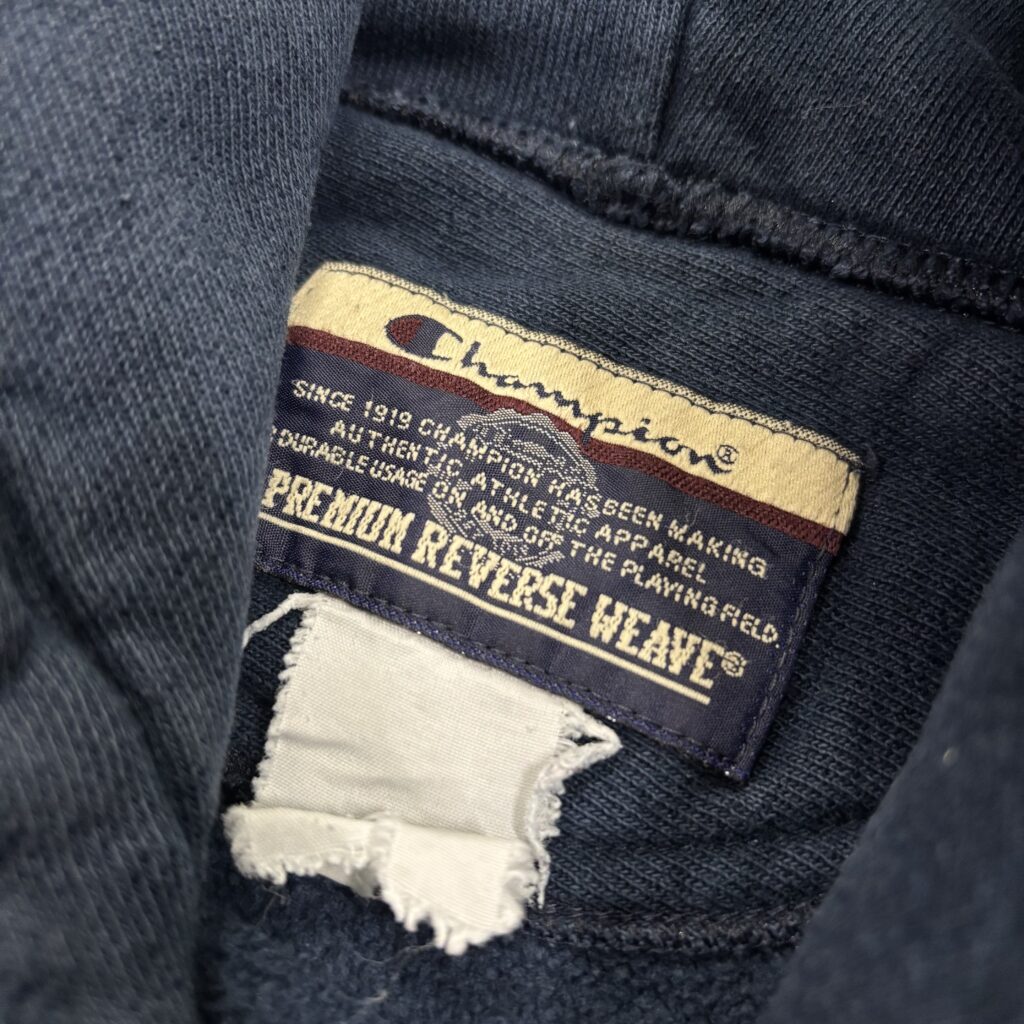 Champion®
SINCE 1919 CHAMPION HAS BEEN MAKING
AUTHENTIC ATHLETIC APPAREL
DURABLE USAGE ON AND OFF THE PLAYING FIELD
PREMIUM REVERSE WEAVE®